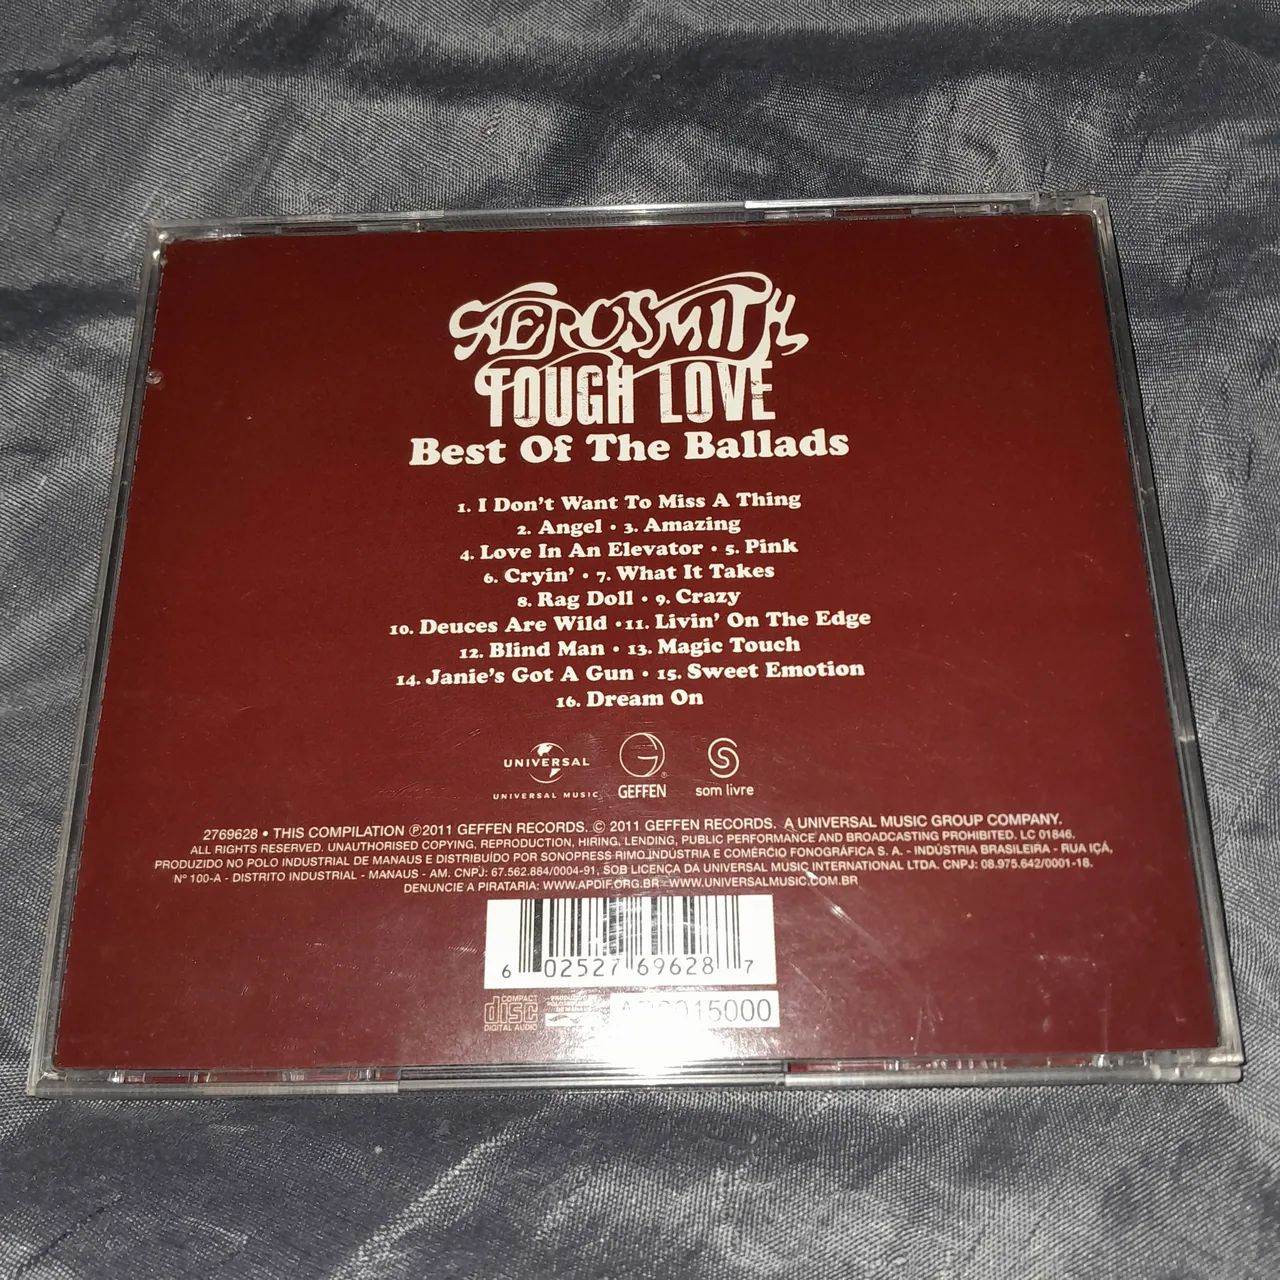 AEROSMITH
TOUGH LOVE
Best Of The Ballads
1. I Don't Want To Miss A Thing
2. Angel • 3. Amazing
4. Love In An Elevator • 5. Pink
6. Cryin' • 7. What It Takes
8. Rag Doll • 9. Crazy
10. Deuces Are Wild • 11. Livin' On The Edge
12. Blind Man • 13. Magic Touch
14. Janie's Got A Gun • 15. Sweet Emotion
16. Dream On
UNIVERSAL
UNIVERSAL MUSIC
G®
GEFFEN
som livre
2769628 • THIS COMPILATION ℗2011 GEFFEN RECORDS. © 2011 GEFFEN RECORDS. A UNIVERSAL MUSIC GROUP COMPANY.
ALL RIGHTS RESERVED. UNAUTHORISED COPYING, REPRODUCTION, HIRING, LENDING, PUBLIC PERFORMANCE AND BROADCASTING PROHIBITED. LC 01846.
PRODUZIDO NO POLO INDUSTRIAL DE MANAUS E DISTRIBUÍDO POR SONOPRESS RIMO INDÚSTRIA E COMÉRCIO FONOGRÁFICA S. A. - INDÚSTRIA BRASILEIRA - RUA IÇÁ,
Nº 100-A - DISTRITO INDUSTRIAL - MANAUS - AM. CNPJ: 67.562.884/0004-91, SOB LICENÇA DA UNIVERSAL MUSIC INTERNATIONAL LTDA. CNPJ: 08.975.642/0001-18.
DENUNCIE A PIRATARIA: WWW.APDIF.ORG.BR - WWW.UNIVERSALMUSIC.COM.BR
6 02527 69628 7
COMPACT
disc
DIGITAL AUDIO
15000